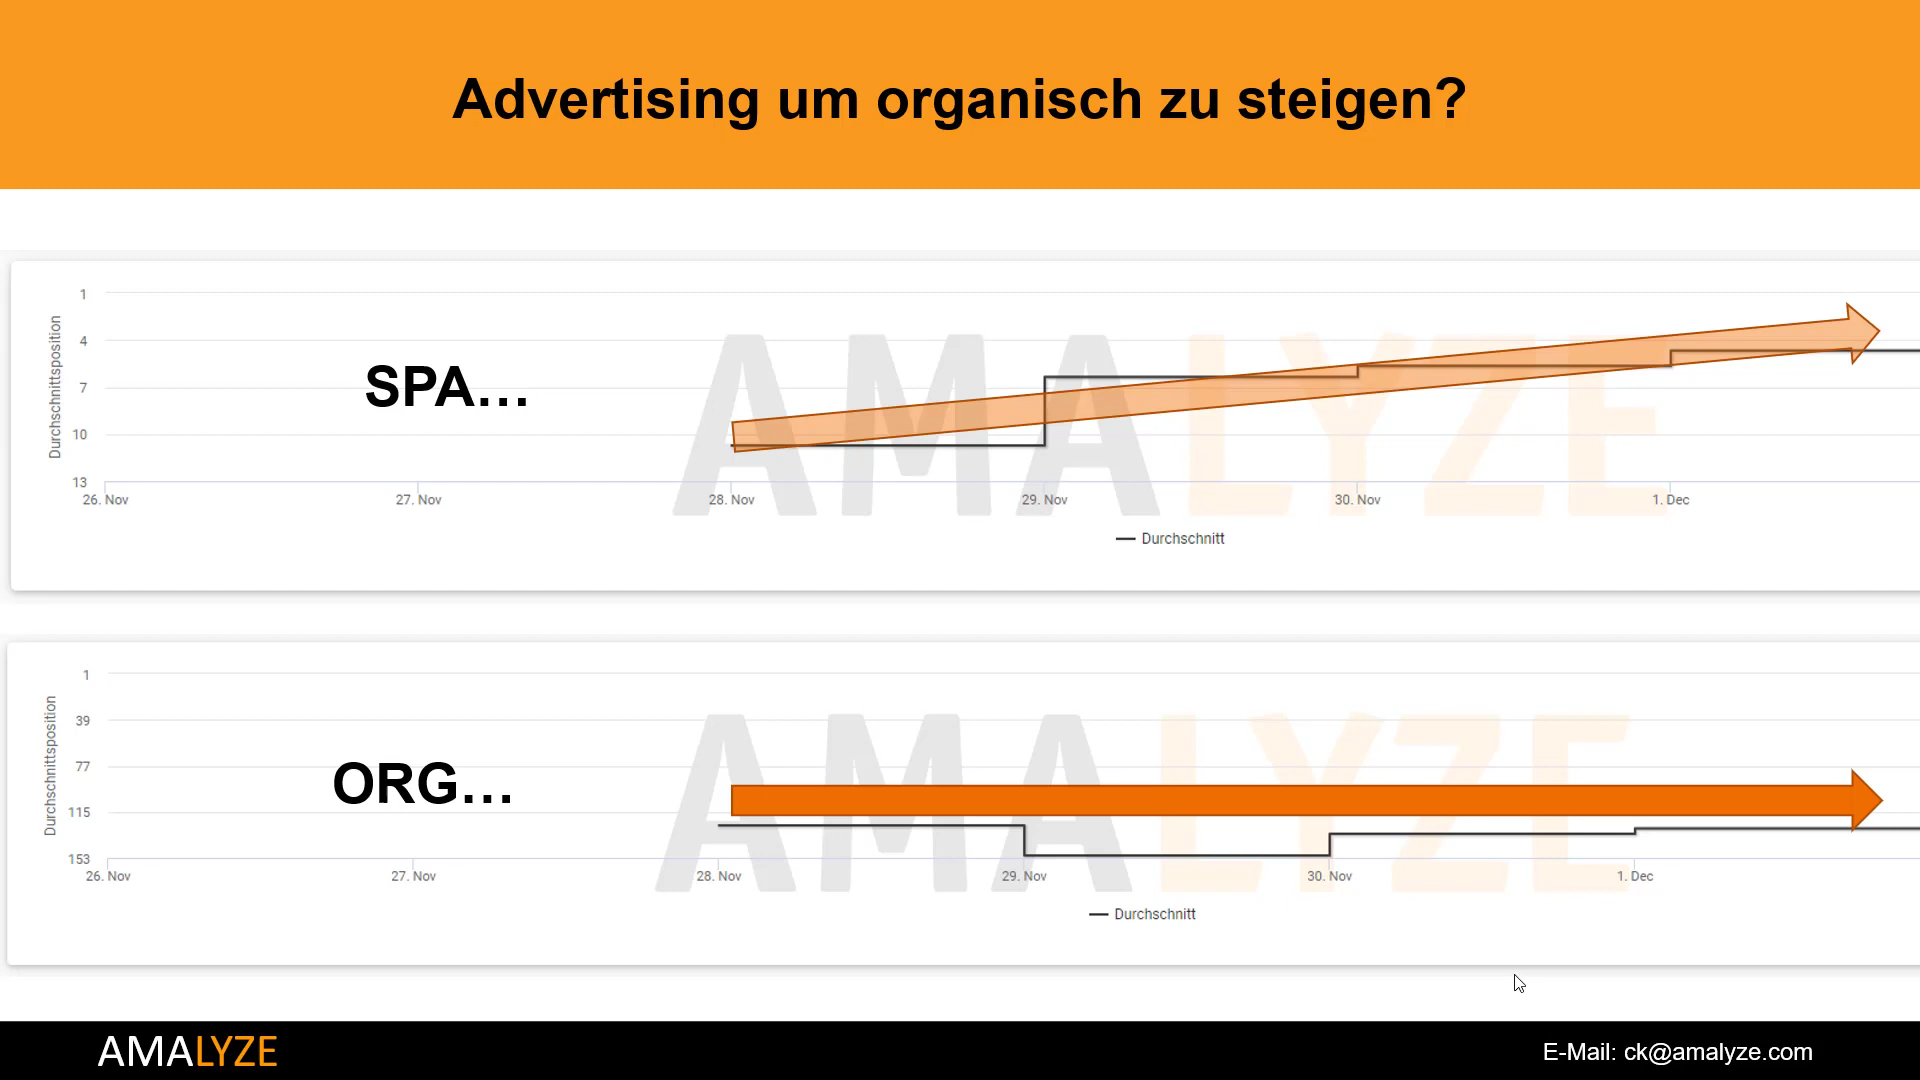 Advertising um organisch zu steigen?
Durchschnittsposition
1
4
7
10
13
SPA...
AMALYZE
26. Nov
27. Nov
28. Nov
29. Nov
30. Nov
1. Dec
Durchschnitt
Durchschnittsposition
1
39
77
115
153
ORG...
AMALYZE
26. Nov
27. Nov
28. Nov
29. Nov
30. Nov
1. Dec
Durchschnitt
AMALYZE
E-Mail: ck@amalyze.com